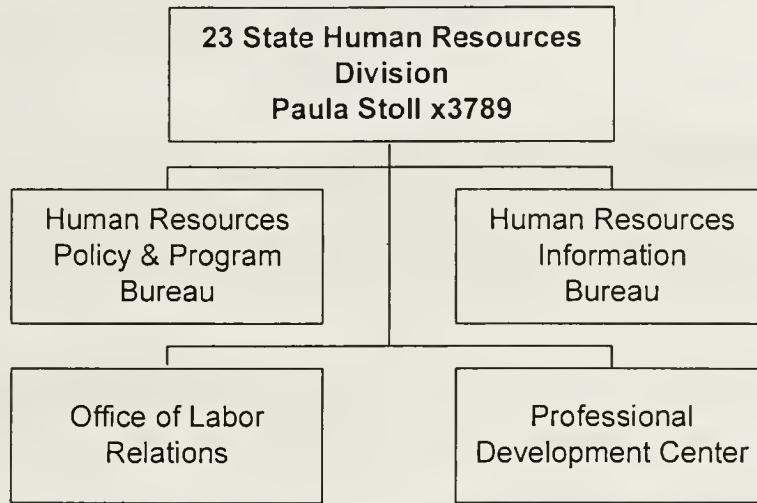 23 State Human Resources
Division
Paula Stoll x3789
Human Resources
Policy & Program
Bureau
Human Resources
Information
Bureau
Office of Labor
Relations
Professional
Development Center